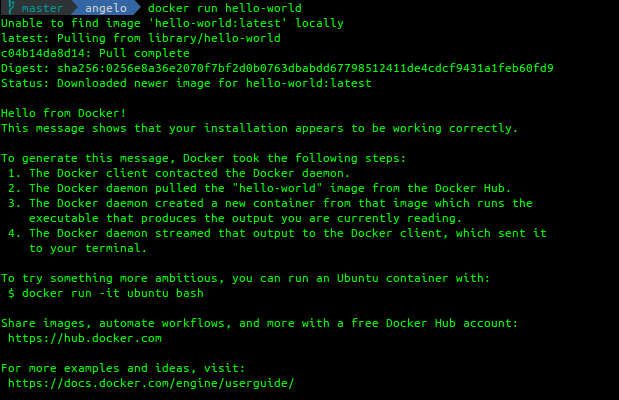 master angelo docker run hello-world
Unable to find image 'hello-world:latest' locally
latest: Pulling from library/hello-world
c04b14da8d14: Pull complete
Digest: sha256:0256e8a36e2070f7bf2d0b0763dbabdd67798512411de4cdcf9431a1feb60fd9
Status: Downloaded newer image for hello-world:latest

Hello from Docker!
This message shows that your installation appears to be working correctly.

To generate this message, Docker took the following steps:
 1. The Docker client contacted the Docker daemon.
 2. The Docker daemon pulled the "hello-world" image from the Docker Hub.
 3. The Docker daemon created a new container from that image which runs the
    executable that produces the output you are currently reading.
 4. The Docker daemon streamed that output to the Docker client, which sent it
    to your terminal.

To try something more ambitious, you can run an Ubuntu container with:
 $ docker run -it ubuntu bash

Share images, automate workflows, and more with a free Docker Hub account:
 https://hub.docker.com

For more examples and ideas, visit:
 https://docs.docker.com/engine/userguide/